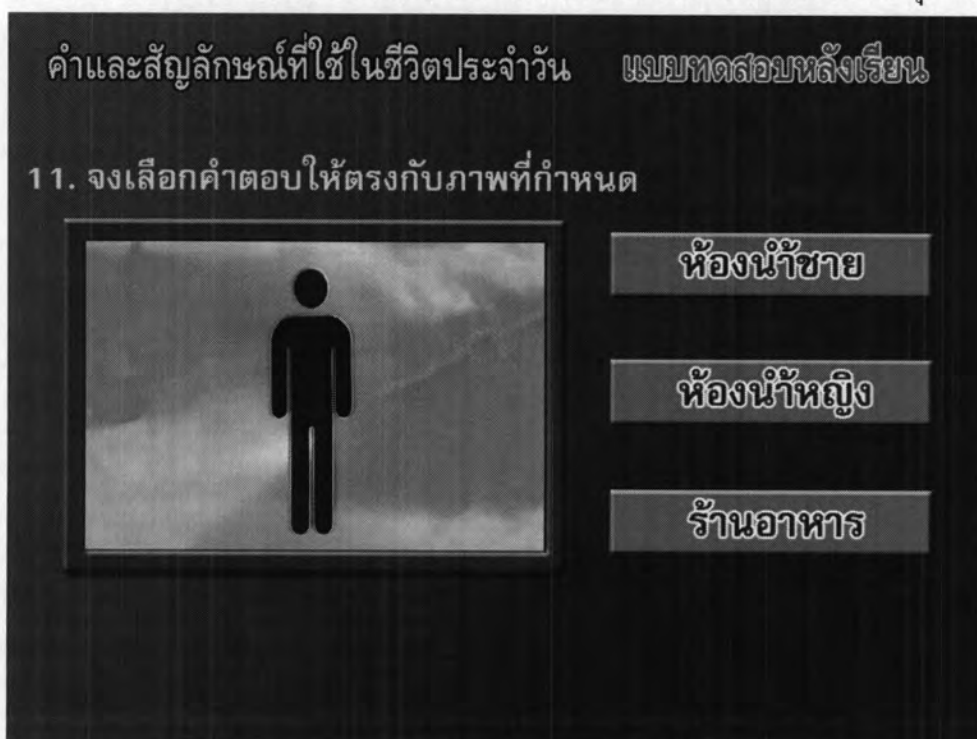 คำและสัญลักษณ์ที่ใช้ในชีวิตประจำวัน แบบทดสอบหลังเรียน
11. จงเลือกคำตอบให้ตรงกับภาพที่กำหนด
ห้องน้ำชาย
ห้องน้ำหญิง
ร้านอาหาร